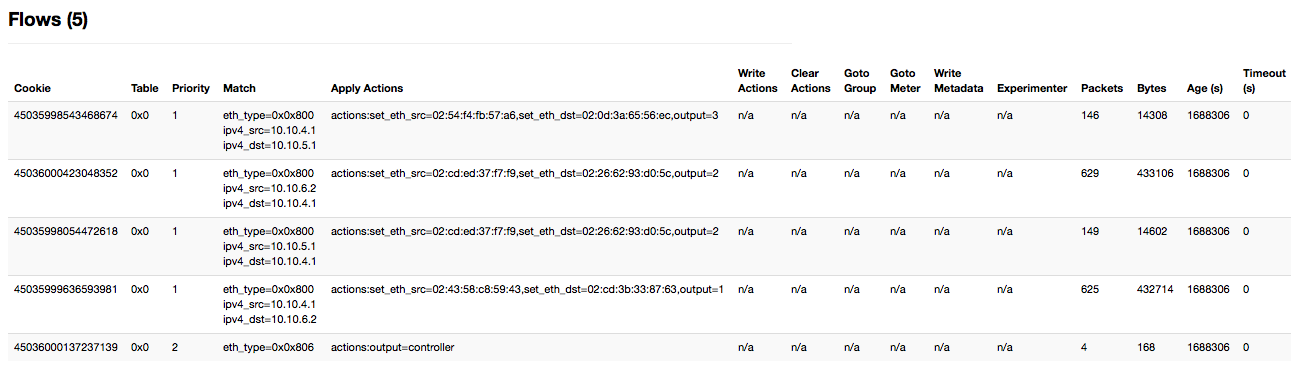 Flows (5)
Cookie Table Priority Match Apply Actions Write Actions Clear Actions Goto Group Goto Meter Write Metadata Experimenter Packets Bytes Age (s) Timeout (s)
45035998543468674 0x0 1 eth_type=0x0x800 actions:set_eth_src=02:54:f4:fb:57:a6,set_eth_dst=02:0d:3a:65:56:ec,output=3 n/a n/a n/a n/a n/a n/a 146 14308 1688306 0
ipv4_src=10.10.4.1
ipv4_dst=10.10.5.1
45036000423048352 0x0 1 eth_type=0x0x800 actions:set_eth_src=02:cd:ed:37:f7:f9,set_eth_dst=02:26:62:93:d0:5c,output=2 n/a n/a n/a n/a n/a n/a 629 433106 1688306 0
ipv4_src=10.10.6.2
ipv4_dst=10.10.4.1
45035998054472618 0x0 1 eth_type=0x0x800 actions:set_eth_src=02:cd:ed:37:f7:f9,set_eth_dst=02:26:62:93:d0:5c,output=2 n/a n/a n/a n/a n/a n/a 149 14602 1688306 0
ipv4_src=10.10.5.1
ipv4_dst=10.10.4.1
45035999636593981 0x0 1 eth_type=0x0x800 actions:set_eth_src=02:43:58:c8:59:43,set_eth_dst=02:cd:3b:33:87:63,output=1 n/a n/a n/a n/a n/a n/a 625 432714 1688306 0
ipv4_src=10.10.4.1
ipv4_dst=10.10.6.2
45036000137237139 0x0 2 eth_type=0x0x806 actions:output=controller n/a n/a n/a n/a n/a n/a 4 168 1688306 0